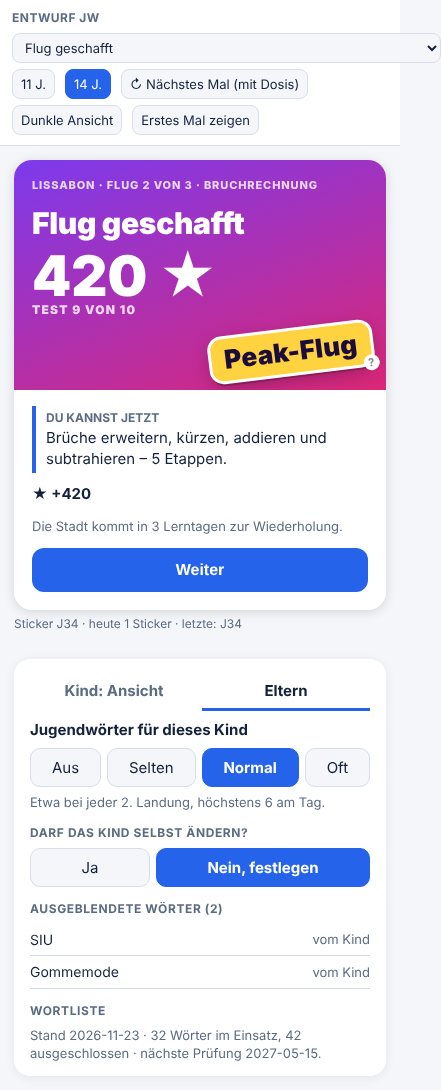 ENTWURF JW
Flug geschafft
11 J.
14 J.
↻ Nächstes Mal (mit Dosis)
Dunkle Ansicht
Erstes Mal zeigen
LISSABON · FLUG 2 VON 3 · BRUCHRECHNUNG
Flug geschafft
420 ★
TEST 9 VON 10
Peak-Flug
?
DU KANNST JETZT
Brüche erweitern, kürzen, addieren und
subtrahieren – 5 Etappen.
★ +420
Die Stadt kommt in 3 Lerntagen zur Wiederholung.
Weiter
Sticker J34 · heute 1 Sticker · letzte: J34
Kind: Ansicht
Eltern
Jugendwörter für dieses Kind
Aus
Selten
Normal
Oft
Etwa bei jeder 2. Landung, höchstens 6 am Tag.
DARF DAS KIND SELBST ÄNDERN?
Ja
Nein, festlegen
AUSGEBLENDETE WÖRTER (2)
SIU
vom Kind
Gommemode
vom Kind
WORTLISTE
Stand 2026-11-23 · 32 Wörter im Einsatz, 42
ausgeschlossen · nächste Prüfung 2027-05-15.